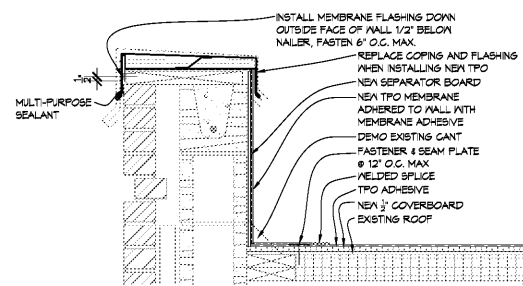 INSTALL MEMBRANE FLASHING DOWN
OUTSIDE FACE OF WALL 1/2" BELOW
NAILER, FASTEN 6" O.C. MAX.
REPLACE COPING AND FLASHING
WHEN INSTALLING NEW TPO
NEW SEPARATOR BOARD
NEW TPO MEMBRANE
ADHERED TO WALL WITH
MEMBRANE ADHESIVE
DEMO EXISTING CANT
FASTENER & SEAM PLATE
@ 12" O.C. MAX
WELDED SPLICE
TPO ADHESIVE
NEW ½" COVERBOARD
EXISTING ROOF
½"
MULTI-PURPOSE
SEALANT